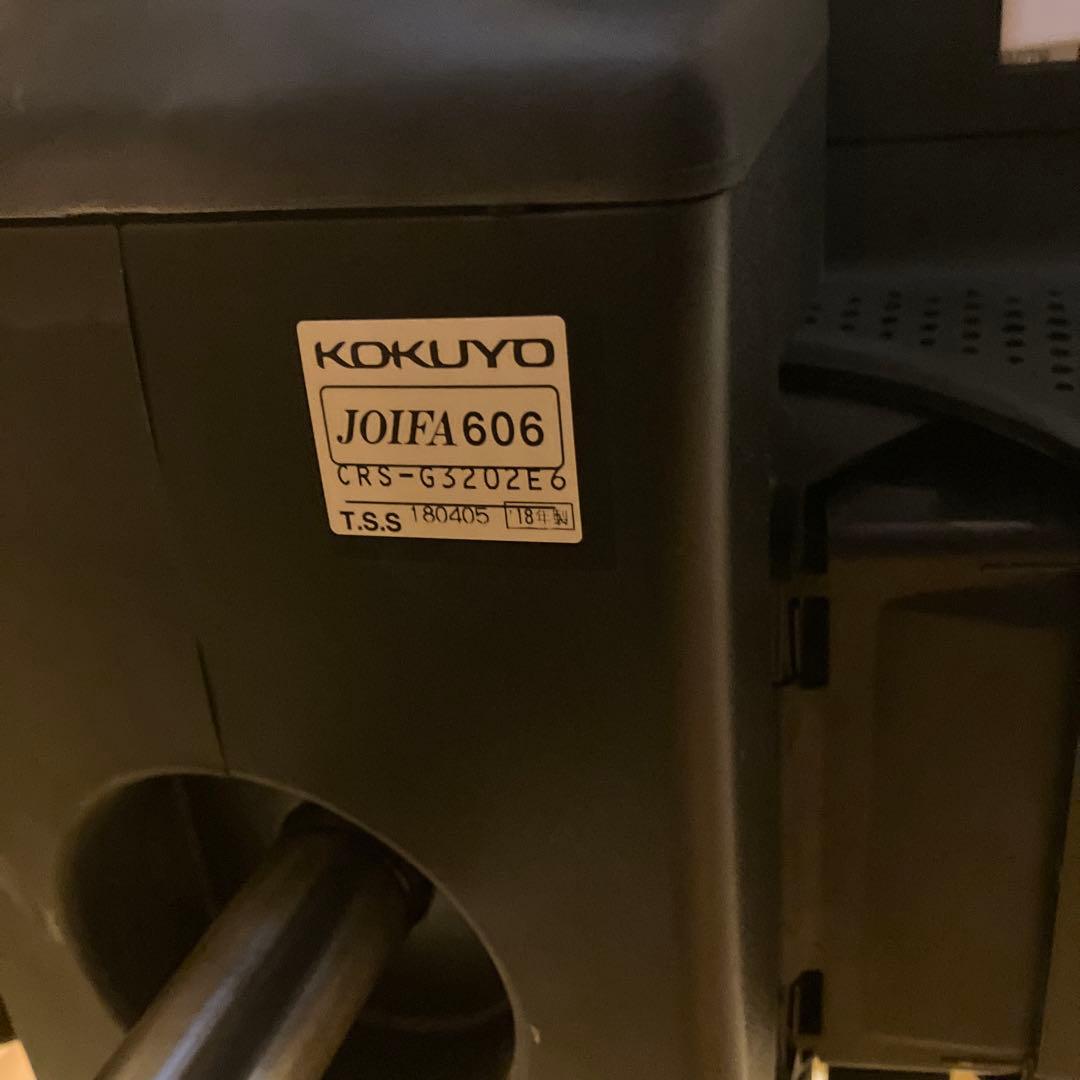 KOKUYO
JOIFA606
CRS-G3202E6
T.S.S 180405 '18年製